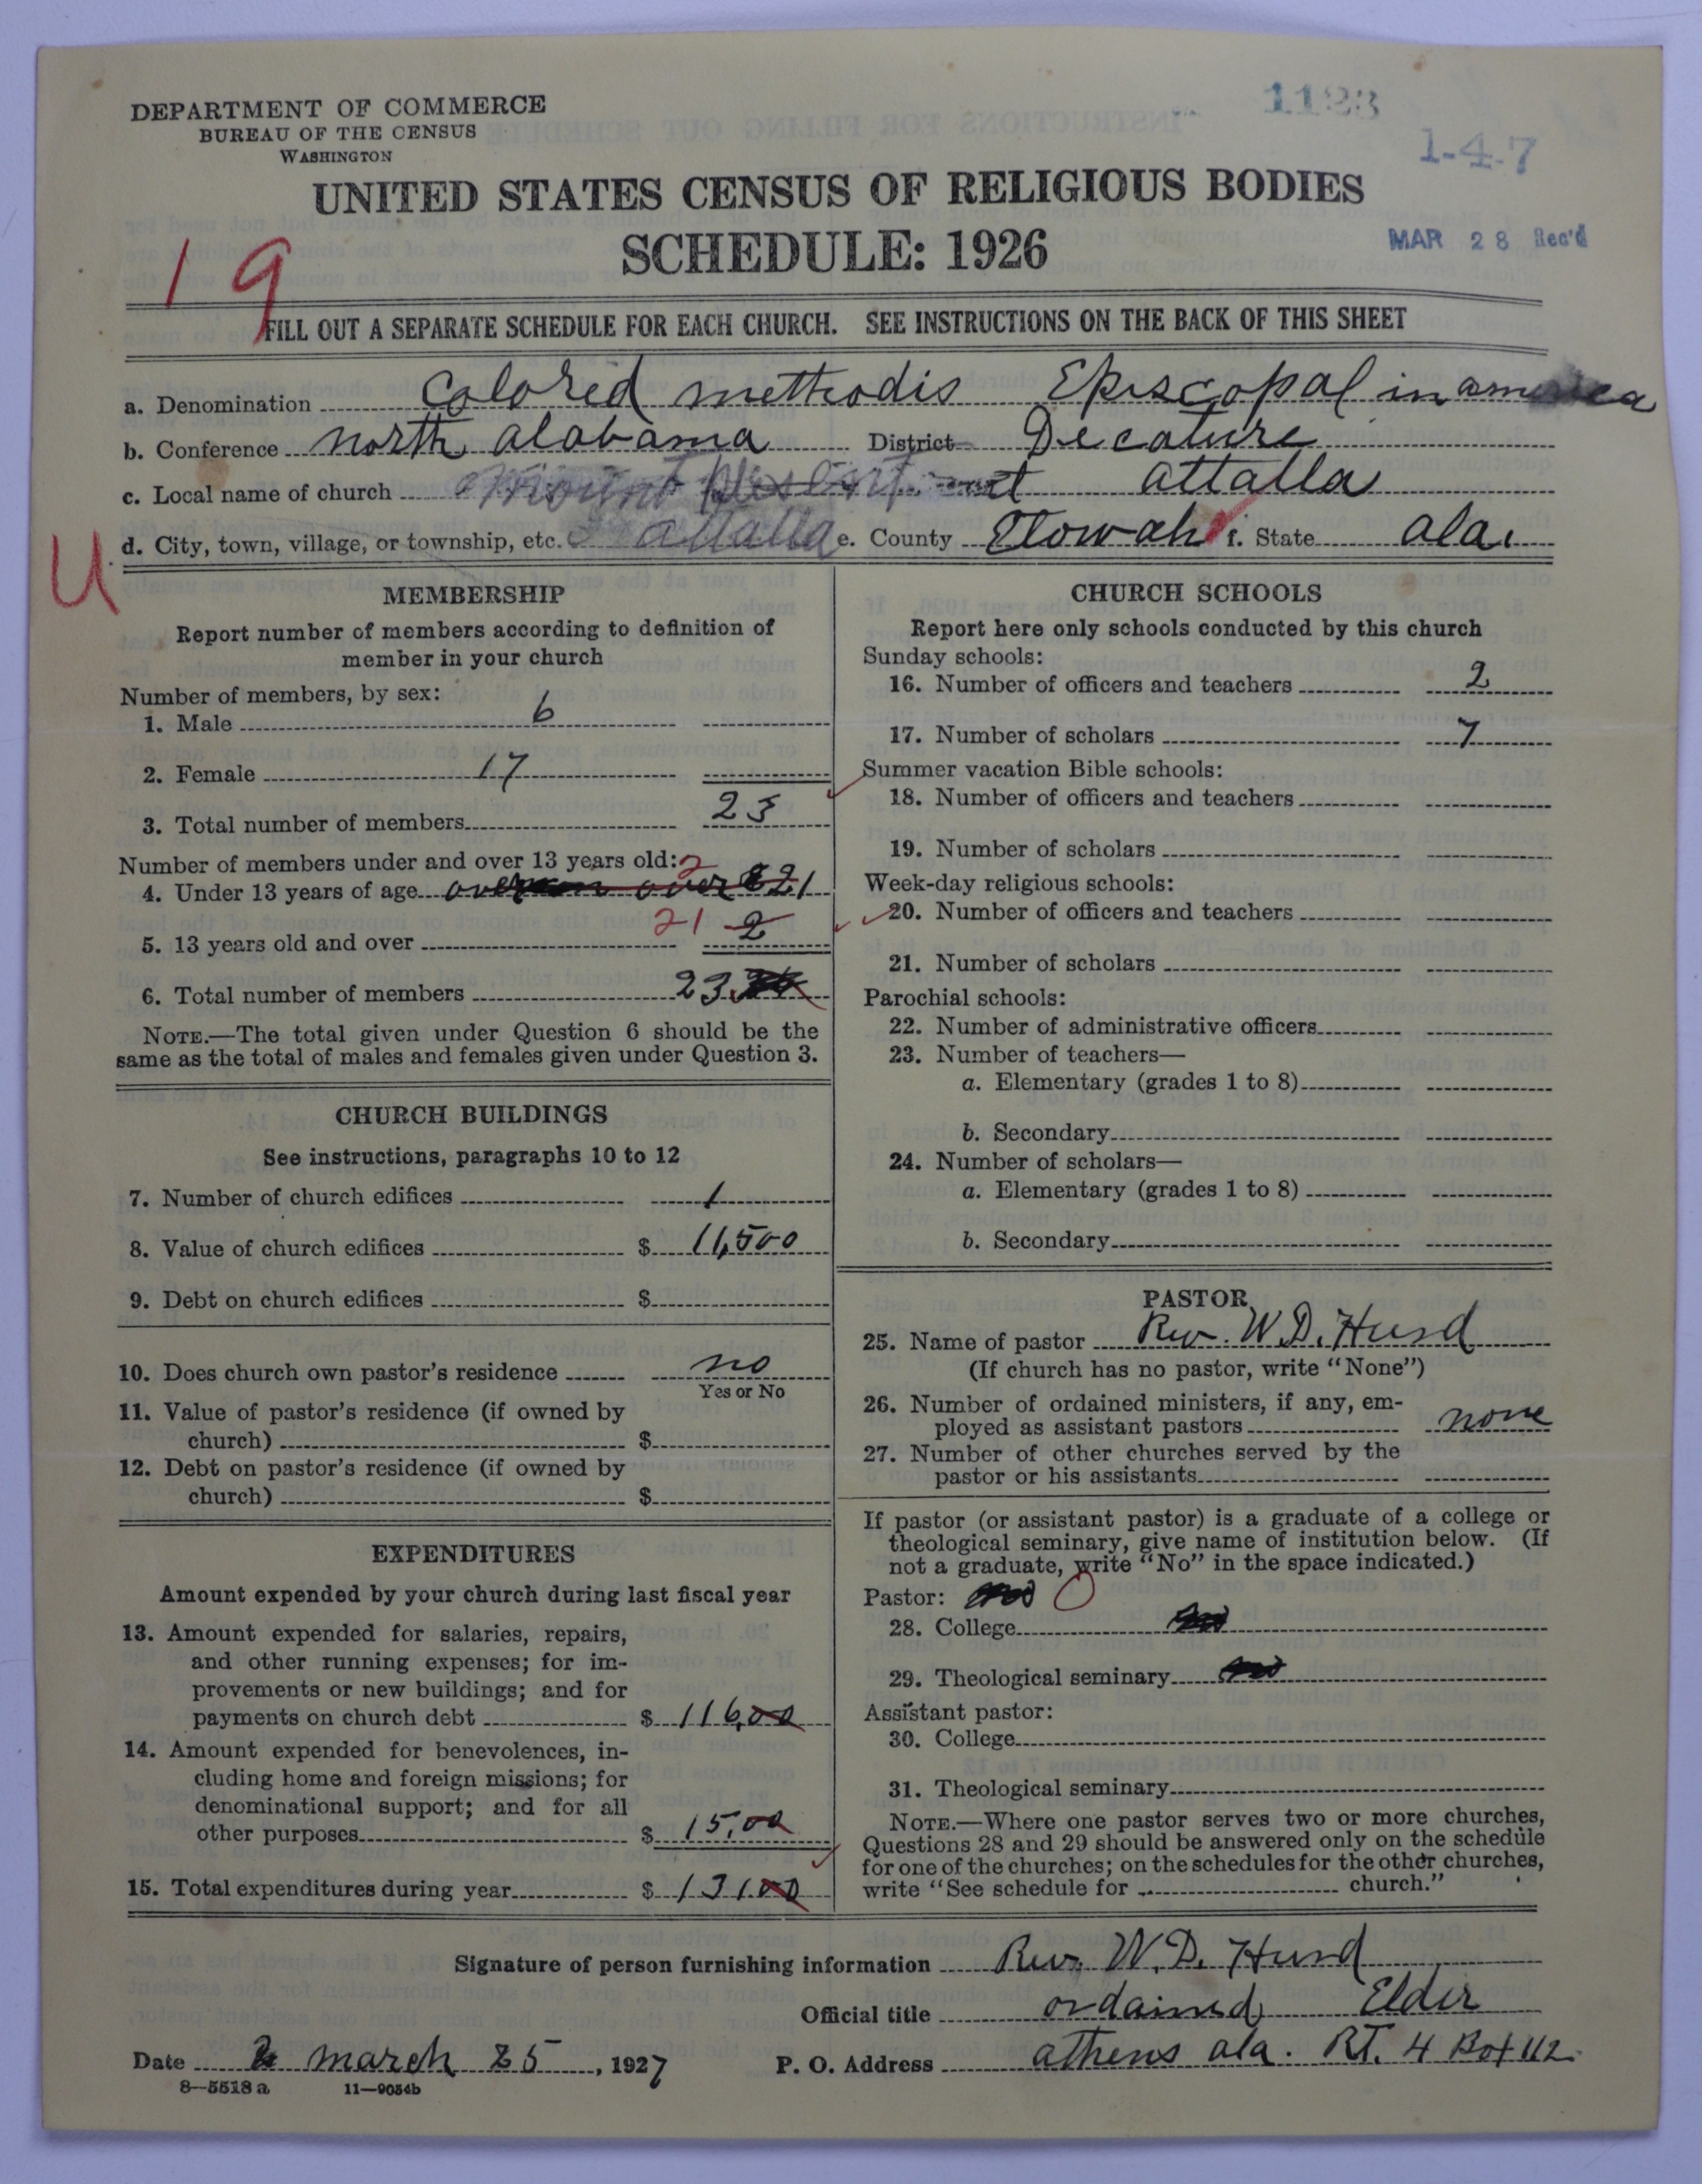 1123
1-4-7
DEPARTMENT OF COMMERCE
BUREAU OF THE CENSUS
WASHINGTON
UNITED STATES CENSUS OF RELIGIOUS BODIES
SCHEDULE: 1926
MAR 28 Rec'd
19
FILL OUT A SEPARATE SCHEDULE FOR EACH CHURCH. SEE INSTRUCTIONS ON THE BACK OF THIS SHEET
a. Denomination Colored methodis Episcopal in america
b. Conference north alabama District Decature
c. Local name of church mount at attalla
d. City, town, village, or township, etc. attalla e. County Etowah f. State ala.
U
MEMBERSHIP
Report number of members according to definition of
member in your church
Number of members, by sex:
1. Male 6
2. Female 17
3. Total number of members 23
Number of members under and over 13 years old: 2
4. Under 13 years of age over over 21
5. 13 years old and over 21 2
6. Total number of members 23
NOTE.—The total given under Question 6 should be the
same as the total of males and females given under Question 3.
CHURCH BUILDINGS
See instructions, paragraphs 10 to 12
7. Number of church edifices 1
8. Value of church edifices $ 11,500
9. Debt on church edifices $
10. Does church own pastor's residence no
Yes or No
11. Value of pastor's residence (if owned by
church) $
12. Debt on pastor's residence (if owned by
church) $
EXPENDITURES
Amount expended by your church during last fiscal year
13. Amount expended for salaries, repairs,
and other running expenses; for im-
provements or new buildings; and for
payments on church debt $ 116,00
14. Amount expended for benevolences, in-
cluding home and foreign missions; for
denominational support; and for all
other purposes $ 15,00
15. Total expenditures during year $ 131.00
CHURCH SCHOOLS
Report here only schools conducted by this church
Sunday schools:
16. Number of officers and teachers 2
17. Number of scholars 7
Summer vacation Bible schools:
18. Number of officers and teachers
19. Number of scholars
Week-day religious schools:
20. Number of officers and teachers
21. Number of scholars
Parochial schools:
22. Number of administrative officers
23. Number of teachers—
a. Elementary (grades 1 to 8)
b. Secondary
24. Number of scholars—
a. Elementary (grades 1 to 8)
b. Secondary
PASTOR
25. Name of pastor Rev. W. D. Hurd
(If church has no pastor, write "None")
26. Number of ordained ministers, if any, em-
ployed as assistant pastors none
27. Number of other churches served by the
pastor or his assistants
If pastor (or assistant pastor) is a graduate of a college or
theological seminary, give name of institution below. (If
not a graduate, write "No" in the space indicated.)
Pastor: O
28. College
29. Theological seminary
Assistant pastor:
30. College
31. Theological seminary
NOTE.—Where one pastor serves two or more churches,
Questions 28 and 29 should be answered only on the schedule
for one of the churches; on the schedules for the other churches,
write "See schedule for church."
Signature of person furnishing information Rev. W. D. Hurd
Official title ordained Elder
Date march 25, 1927 P. O. Address athens ala. RT. 4 Box 112
8—5518 a 11—9054b